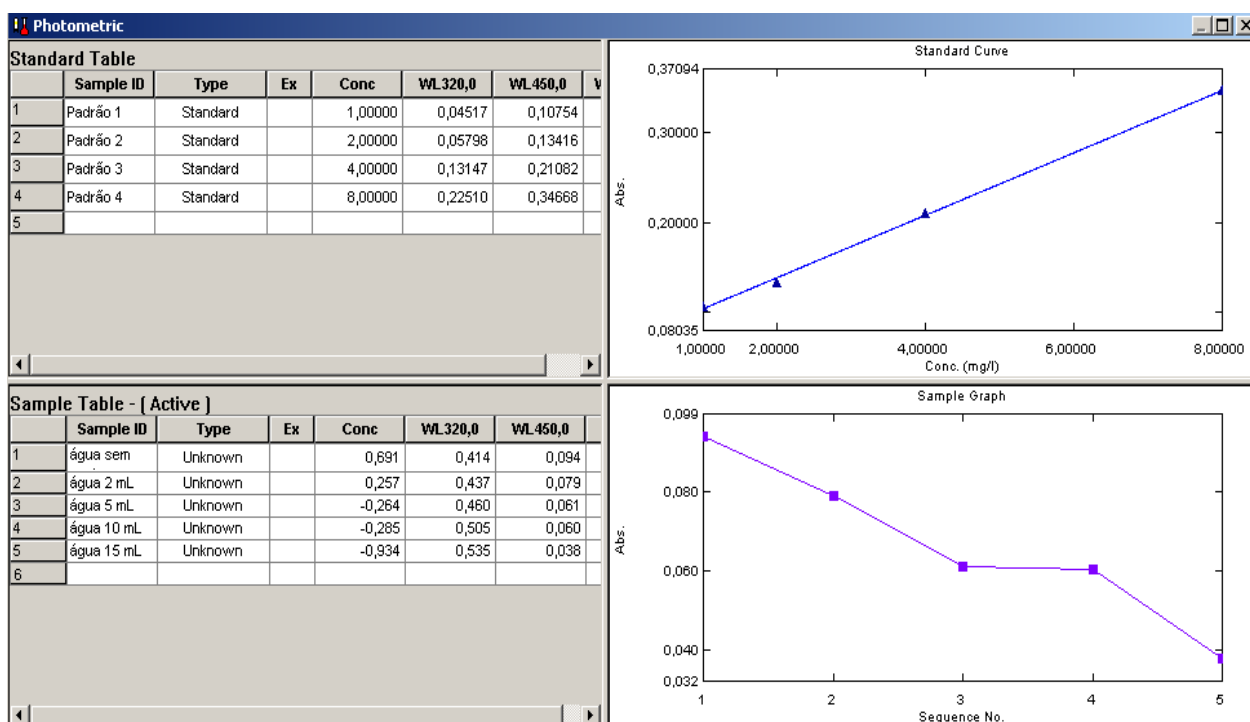 Photometric
Standard Table
Sample ID Type Ex Conc WL320,0 WL450,0
1 Padrão 1 Standard 1,00000 0,04517 0,10754
2 Padrão 2 Standard 2,00000 0,05798 0,13416
3 Padrão 3 Standard 4,00000 0,13147 0,21082
4 Padrão 4 Standard 8,00000 0,22510 0,34668
5
Standard Curve
0,37094
0,30000
Abs.
0,20000
0,08035
1,00000 2,00000 4,00000 6,00000 8,00000
Conc. (mg/l)
Sample Table - ( Active )
Sample ID Type Ex Conc WL320,0 WL450,0
1 água sem Unknown 0,691 0,414 0,094
2 água 2 mL Unknown 0,257 0,437 0,079
3 água 5 mL Unknown -0,264 0,460 0,061
4 água 10 mL Unknown -0,285 0,505 0,060
5 água 15 mL Unknown -0,934 0,535 0,038
6
Sample Graph
0,099
0,080
Abs.
0,060
0,040
0,032
1 2 3 4 5
Sequence No.